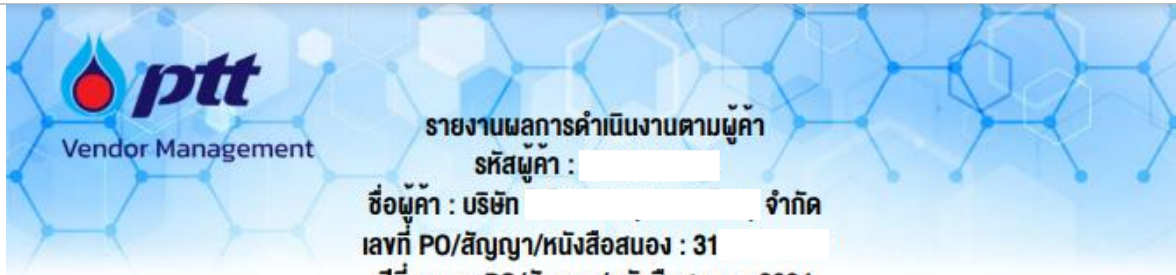 ptt
Vendor Management
รายงานผลการดำเนินงานตามผู้ค้า
รหัสผู้ค้า :
ชื่อผู้ค้า : บริษัท จำกัด
เลขที่ PO/สัญญา/หนังสือสนอง : 31